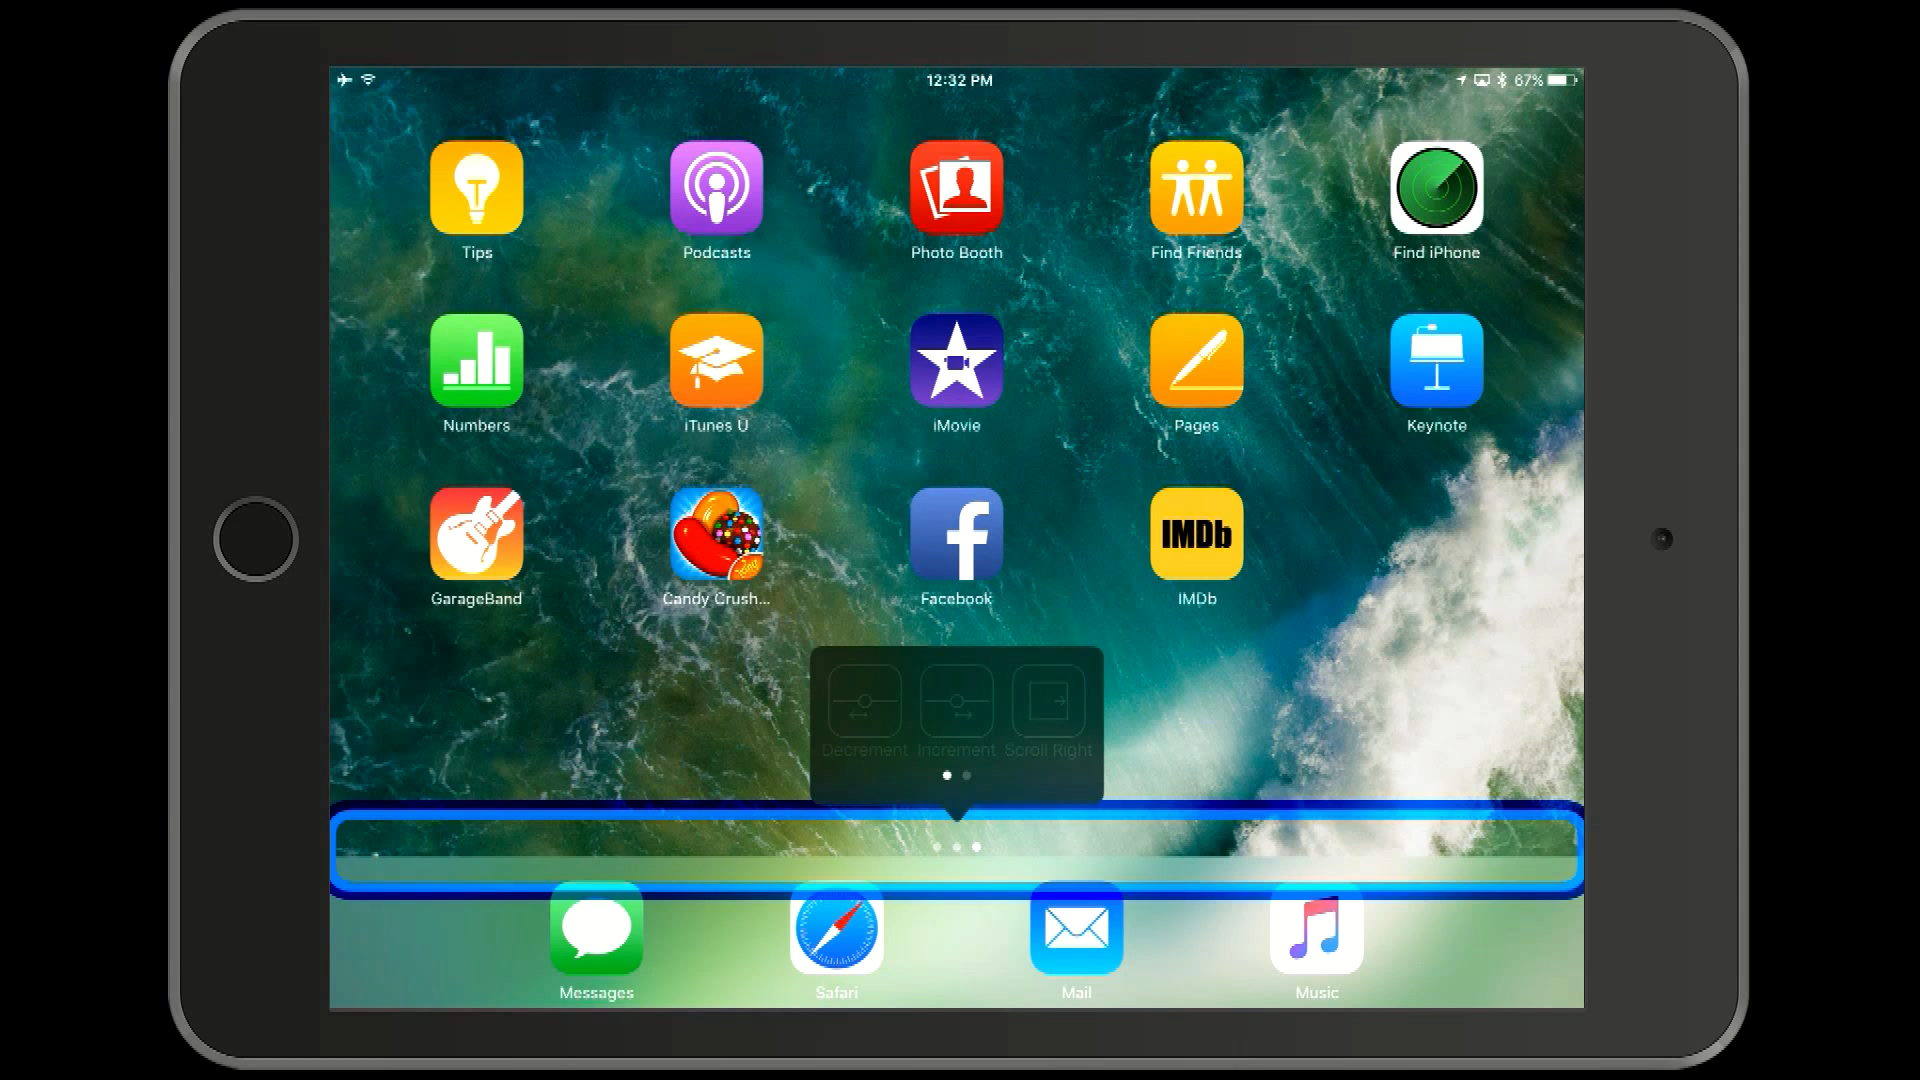 12:32 PM
67%
Tips
Podcasts
Photo Booth
Find Friends
Find iPhone
Numbers
iTunes U
iMovie
Pages
Keynote
IMDb
GarageBand
Candy Crush...
Facebook
IMDb
Decrement
Increment
Scroll Right
Messages
Safari
Mail
Music